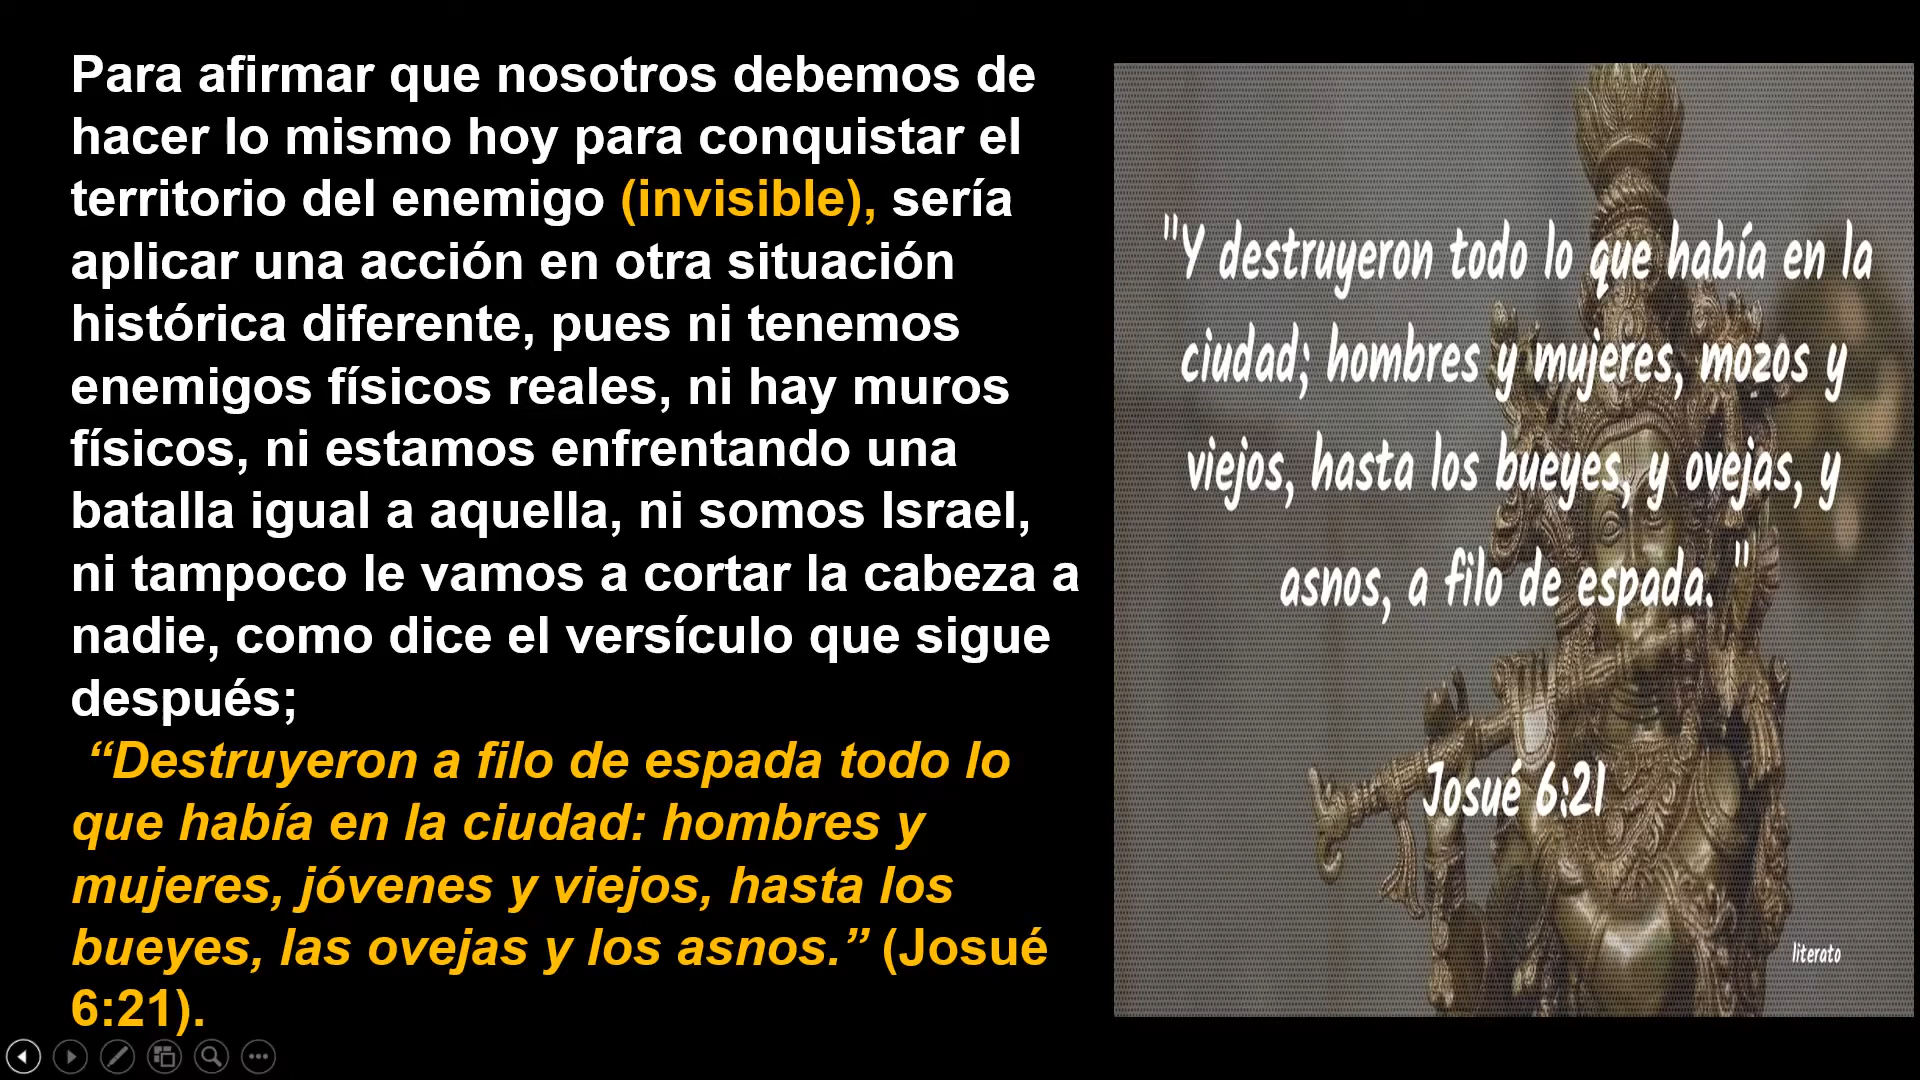 Para afirmar que nosotros debemos de
hacer lo mismo hoy para conquistar el
territorio del enemigo (invisible), sería
aplicar una acción en otra situación
histórica diferente, pues ni tenemos
enemigos físicos reales, ni hay muros
físicos, ni estamos enfrentando una
batalla igual a aquella, ni somos Israel,
ni tampoco le vamos a cortar la cabeza a
nadie, como dice el versículo que sigue
después;
“Destruyeron a filo de espada todo lo
que había en la ciudad: hombres y
mujeres, jóvenes y viejos, hasta los
bueyes, las ovejas y los asnos.” (Josué
6:21).
"Y destruyeron todo lo que había en la
ciudad; hombres y mujeres, mozos y
viejos, hasta los bueyes, y ovejas, y
asnos, a filo de espada."
Josué 6:21
literato